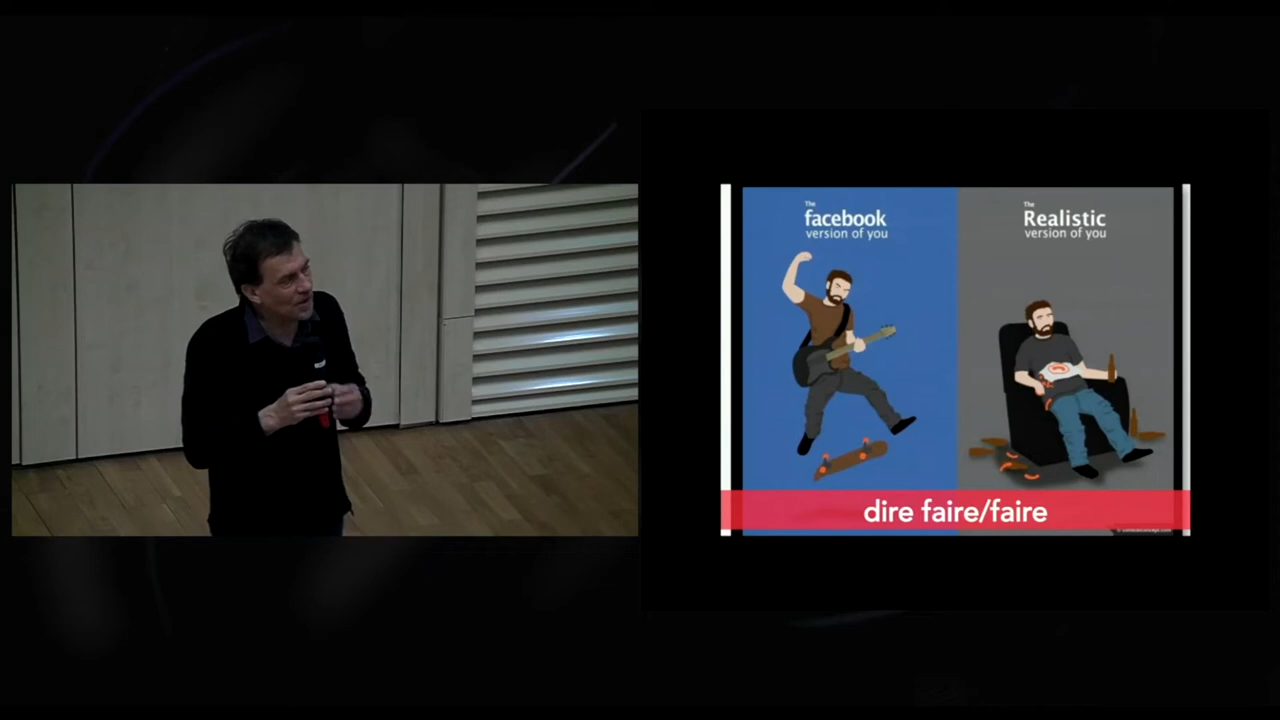 The
facebook
version of you
The
Realistic
version of you
dire faire/faire